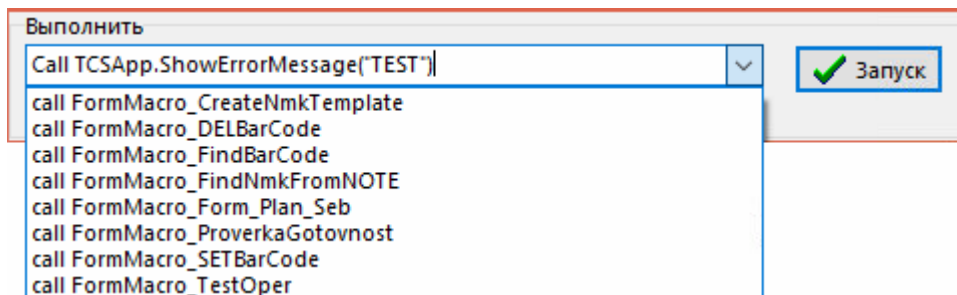 Выполнить
Call TCSApp.ShowErrorMessage("TEST")
Запуск
call FormMacro_CreateNmkTemplate
call FormMacro_DELBarCode
call FormMacro_FindBarCode
call FormMacro_FindNmkFromNOTE
call FormMacro_Form_Plan_Seb
call FormMacro_ProverkaGotovnost
call FormMacro_SETBarCode
call FormMacro_TestOper